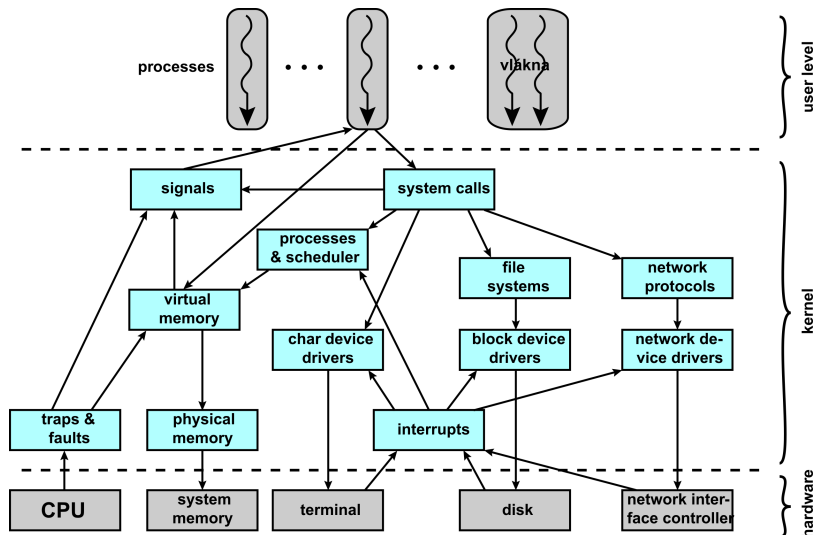 processes
vlákna
user level
signals
system calls
processes
& scheduler
file
systems
network
protocols
virtual
memory
kernel
char device
drivers
block device
drivers
network de-
vice drivers
traps &
faults
physical
memory
interrupts
CPU
system
memory
terminal
disk
network inter-
face controller
hardware